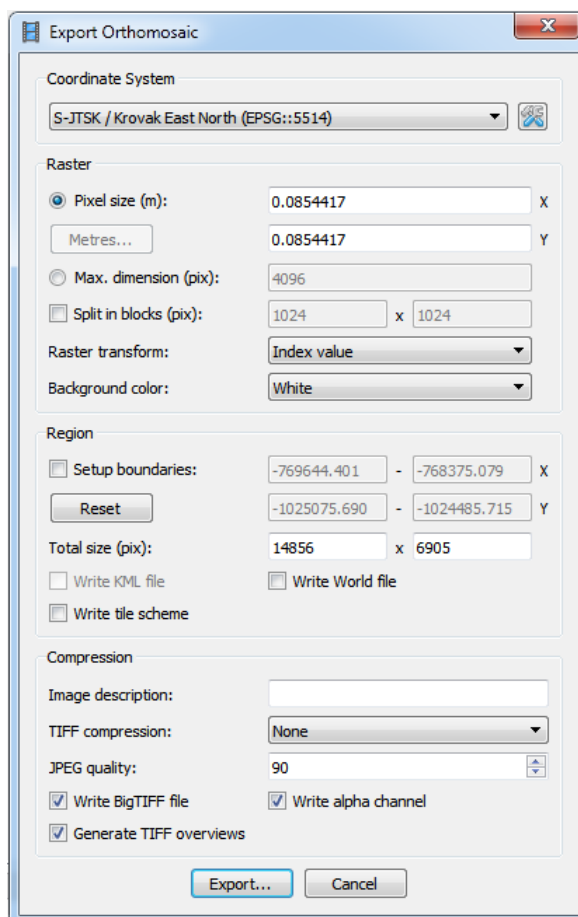 Export Orthomosaic
Coordinate System
S-JTSK / Krovak East North (EPSG::5514)
Raster
Pixel size (m): 0.0854417 X
Metres... 0.0854417 Y
Max. dimension (pix): 4096
Split in blocks (pix): 1024 x 1024
Raster transform: Index value
Background color: White
Region
Setup boundaries: -769644.401 - -768375.079 X
Reset -1025075.690 - -1024485.715 Y
Total size (pix): 14856 x 6905
Write KML file Write World file
Write tile scheme
Compression
Image description:
TIFF compression: None
JPEG quality: 90
Write BigTIFF file Write alpha channel
Generate TIFF overviews
Export... Cancel